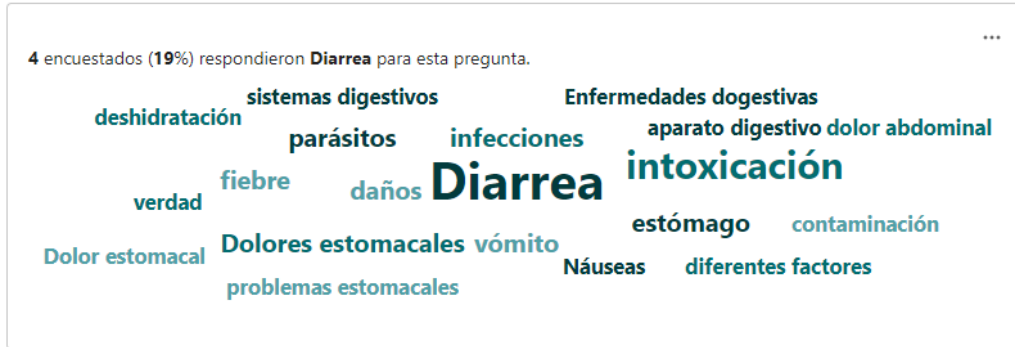 ...
4 encuestados (19%) respondieron Diarrea para esta pregunta.
sistemas digestivos
Enfermedades dogestivas
deshidratación
parásitos
infecciones
aparato digestivo
dolor abdominal
intoxicación
fiebre
daños
Diarrea
verdad
estómago
contaminación
Dolor estomacal
Dolores estomacales
vómito
Náuseas
diferentes factores
problemas estomacales